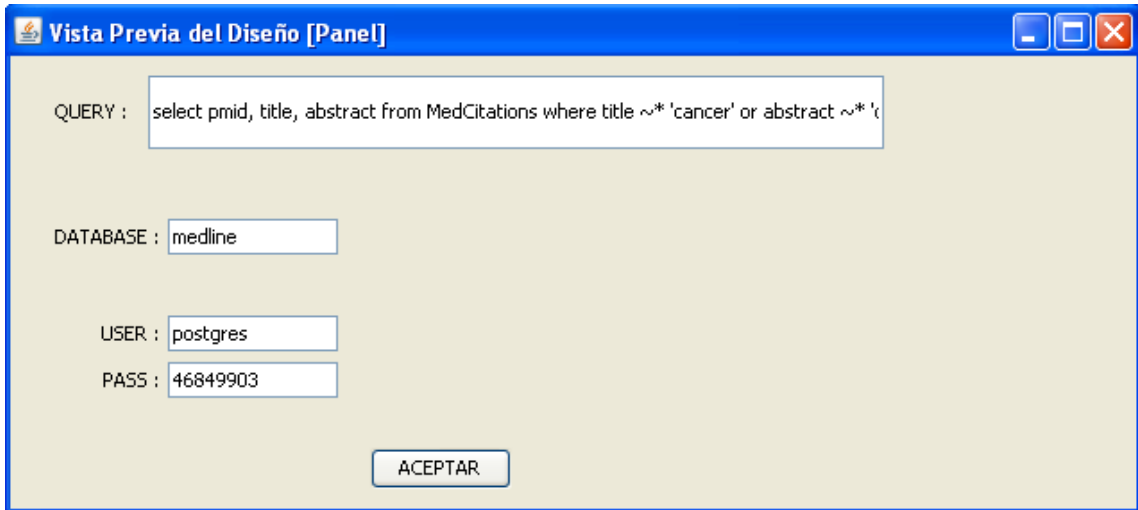 Vista Previa del Diseño [Panel]
QUERY : select pmid, title, abstract from MedCitations where title ~* 'cancer' or abstract ~* '
DATABASE : medline
USER : postgres
PASS : 46849903
ACEPTAR